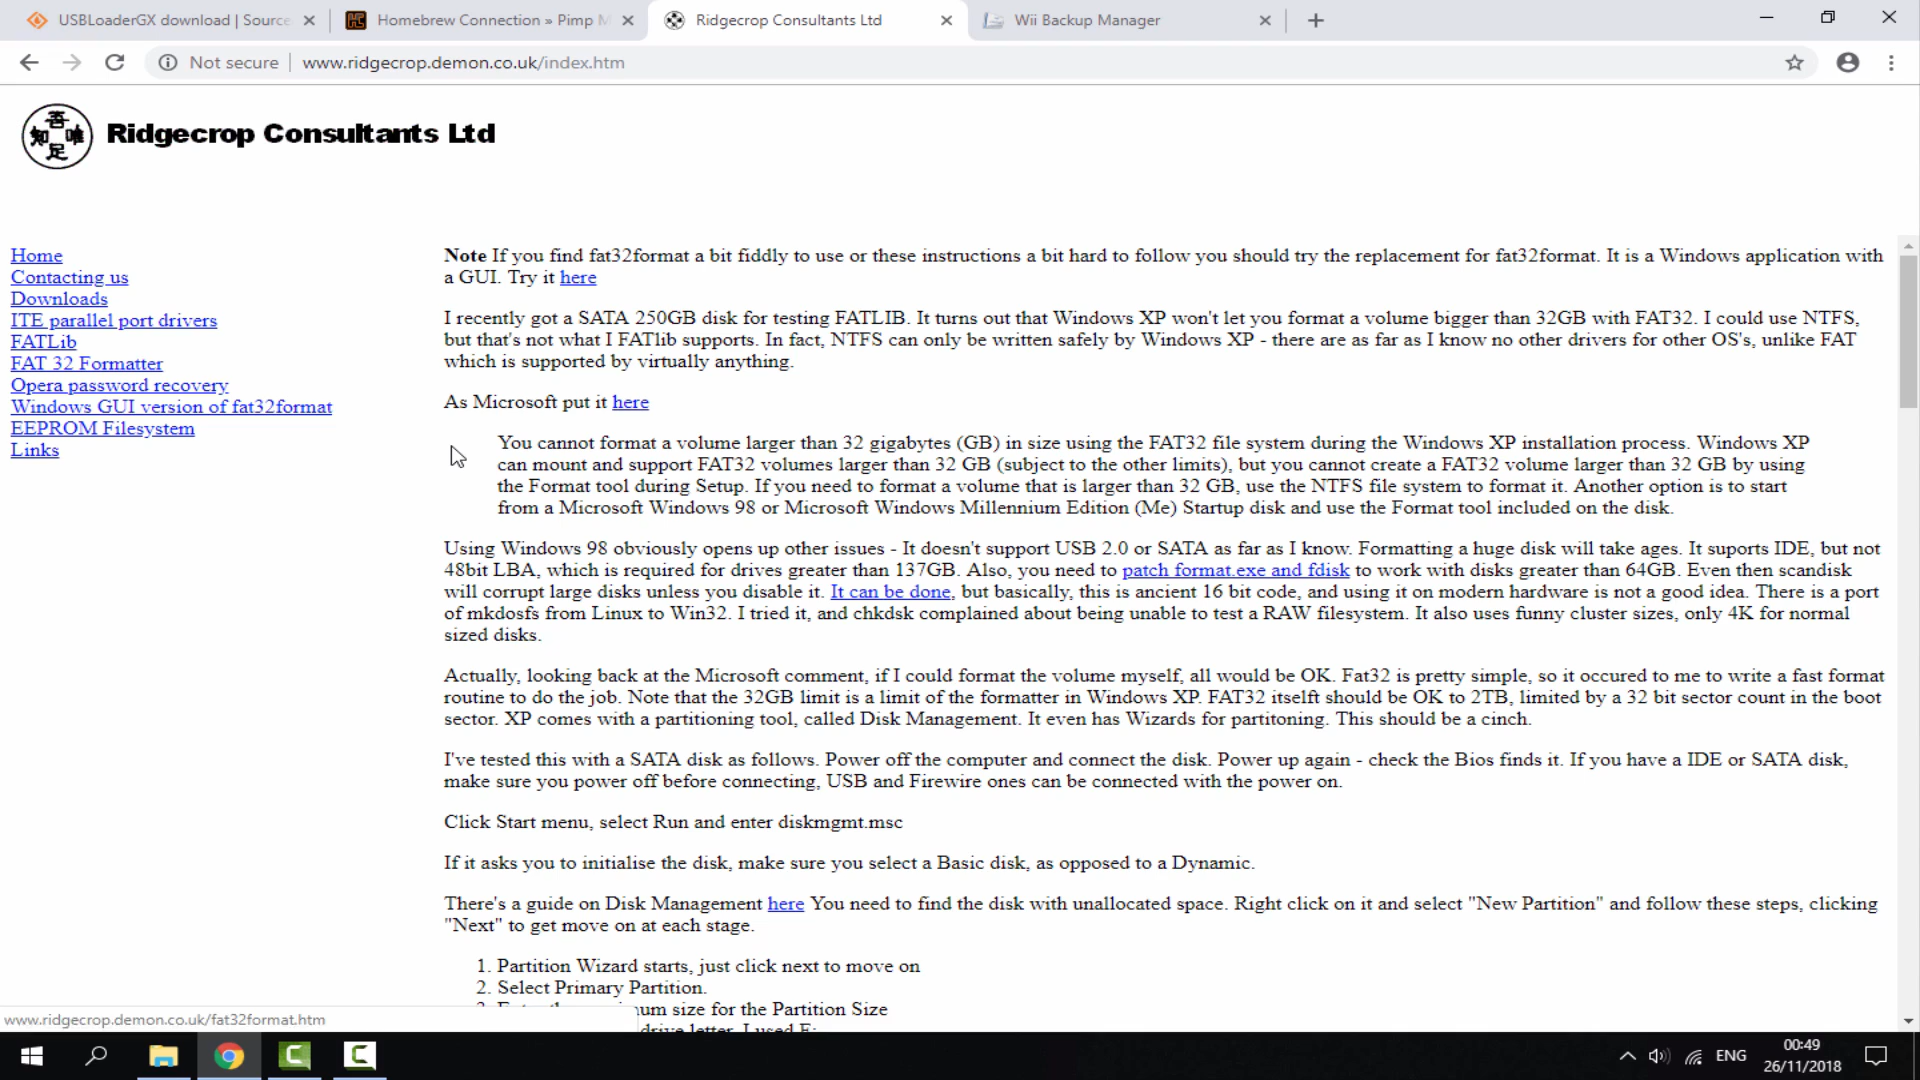 USBLoaderGX download | Source
Homebrew Connection » Pimp M
Ridgecrop Consultants Ltd
Wii Backup Manager
Not secure
www.ridgecrop.demon.co.uk/index.htm
吾
知 唯
足
Ridgecrop Consultants Ltd
Home
Contacting us
Downloads
ITE parallel port drivers
FATLib
FAT 32 Formatter
Opera password recovery
Windows GUI version of fat32format
EEPROM Filesystem
Links
Note If you find fat32format a bit fiddly to use or these instructions a bit hard to follow you should try the replacement for fat32format. It is a Windows application with
a GUI. Try it here
I recently got a SATA 250GB disk for testing FATLIB. It turns out that Windows XP won't let you format a volume bigger than 32GB with FAT32. I could use NTFS,
but that's not what I FATlib supports. In fact, NTFS can only be written safely by Windows XP - there are as far as I know no other drivers for other OS's, unlike FAT
which is supported by virtually anything.
As Microsoft put it here
You cannot format a volume larger than 32 gigabytes (GB) in size using the FAT32 file system during the Windows XP installation process. Windows XP
can mount and support FAT32 volumes larger than 32 GB (subject to the other limits), but you cannot create a FAT32 volume larger than 32 GB by using
the Format tool during Setup. If you need to format a volume that is larger than 32 GB, use the NTFS file system to format it. Another option is to start
from a Microsoft Windows 98 or Microsoft Windows Millennium Edition (Me) Startup disk and use the Format tool included on the disk.
Using Windows 98 obviously opens up other issues - It doesn't support USB 2.0 or SATA as far as I know. Formatting a huge disk will take ages. It suports IDE, but not
48bit LBA, which is required for drives greater than 137GB. Also, you need to patch format.exe and fdisk to work with disks greater than 64GB. Even then scandisk
will corrupt large disks unless you disable it. It can be done, but basically, this is ancient 16 bit code, and using it on modern hardware is not a good idea. There is a port
of mkdosfs from Linux to Win32. I tried it, and chkdsk complained about being unable to test a RAW filesystem. It also uses funny cluster sizes, only 4K for normal
sized disks.
Actually, looking back at the Microsoft comment, if I could format the volume myself, all would be OK. Fat32 is pretty simple, so it occured to me to write a fast format
routine to do the job. Note that the 32GB limit is a limit of the formatter in Windows XP. FAT32 itselft should be OK to 2TB, limited by a 32 bit sector count in the boot
sector. XP comes with a partitioning tool, called Disk Management. It even has Wizards for partitoning. This should be a cinch.
I've tested this with a SATA disk as follows. Power off the computer and connect the disk. Power up again - check the Bios finds it. If you have a IDE or SATA disk,
make sure you power off before connecting, USB and Firewire ones can be connected with the power on.
Click Start menu, select Run and enter diskmgmt.msc
If it asks you to initialise the disk, make sure you select a Basic disk, as opposed to a Dynamic.
There's a guide on Disk Management here You need to find the disk with unallocated space. Right click on it and select "New Partition" and follow these steps, clicking
"Next" to get move on at each stage.
1. Partition Wizard starts, just click next to move on
2. Select Primary Partition.
size for the Partition Size
drive letter. I used F:
www.ridgecrop.demon.co.uk/fat32format.htm
ENG
00:49
26/11/2018